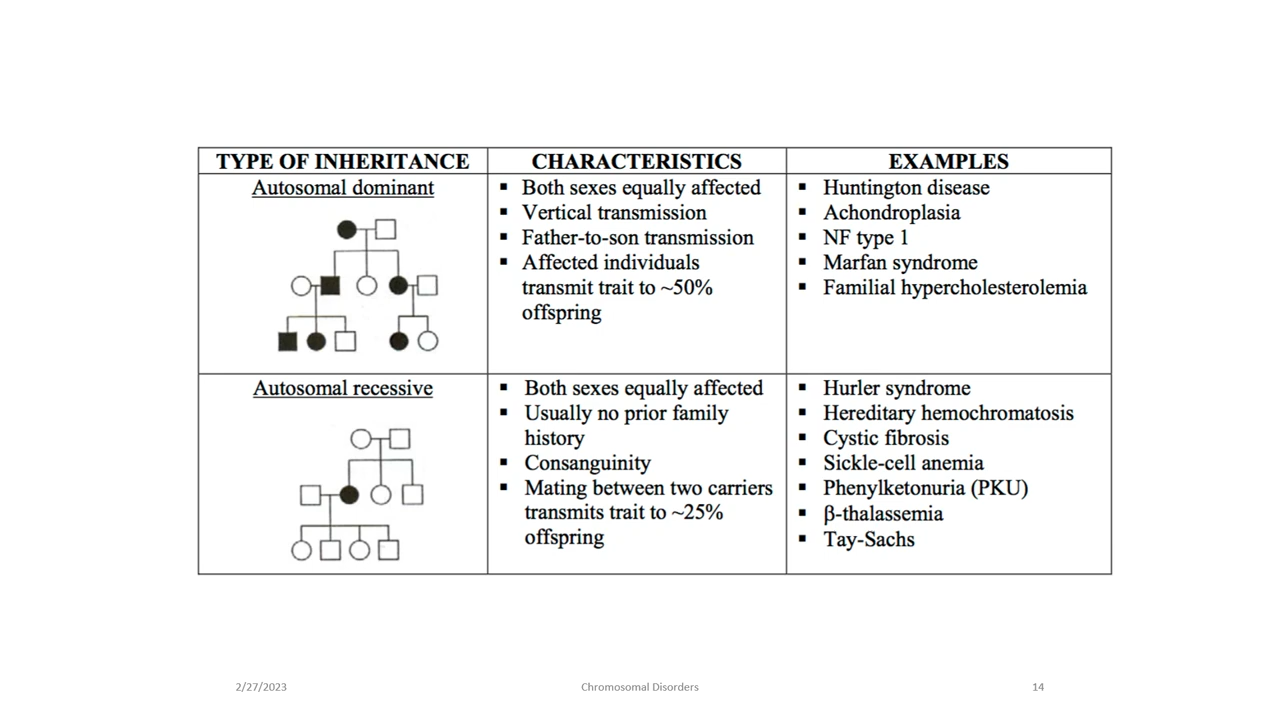 TYPE OF INHERITANCE
CHARACTERISTICS
EXAMPLES
Autosomal dominant
▪ Both sexes equally affected
▪ Vertical transmission
▪ Father-to-son transmission
▪ Affected individuals
transmit trait to ~50%
offspring
▪ Huntington disease
▪ Achondroplasia
▪ NF type 1
▪ Marfan syndrome
▪ Familial hypercholesterolemia
Autosomal recessive
▪ Both sexes equally affected
▪ Usually no prior family
history
▪ Consanguinity
▪ Mating between two carriers
transmits trait to ~25%
offspring
▪ Hurler syndrome
▪ Hereditary hemochromatosis
▪ Cystic fibrosis
▪ Sickle-cell anemia
▪ Phenylketonuria (PKU)
▪ β-thalassemia
▪ Tay-Sachs
2/27/2023
Chromosomal Disorders
14